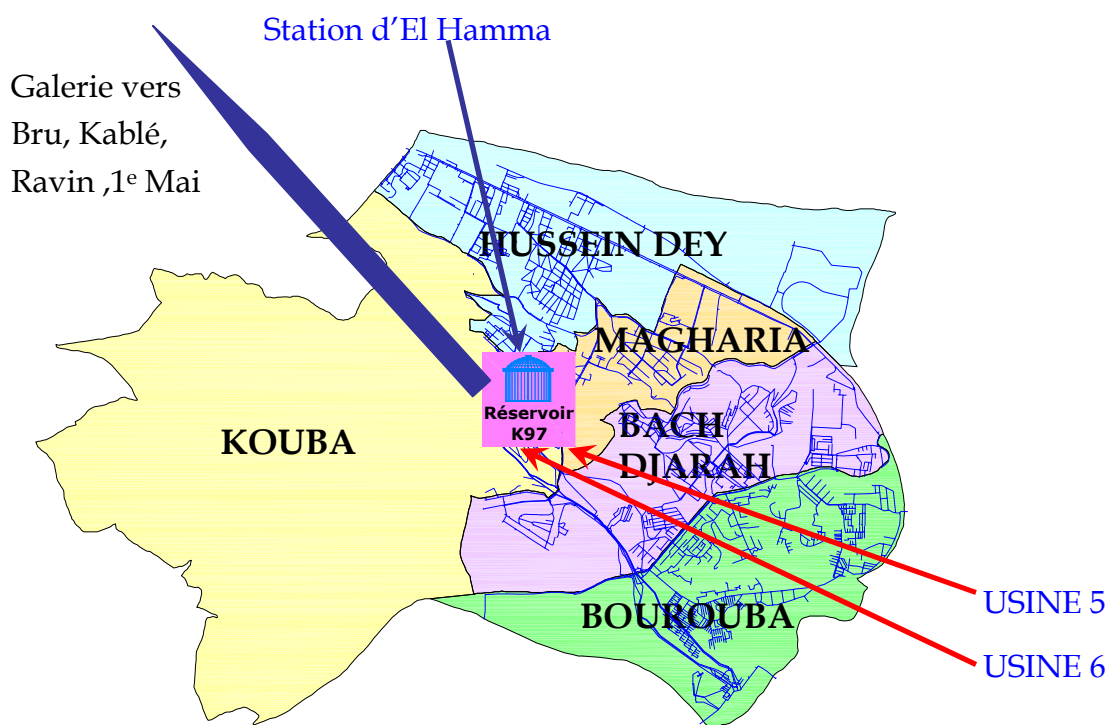 Station d'El Hamma
Galerie vers
Bru, Kablé,
Ravin ,1e Mai
HUSSEIN DEY
MAGHARIA
Réservoir
K97
BACH
DJARAH
KOUBA
BOUROUBA
USINE 5
USINE 6